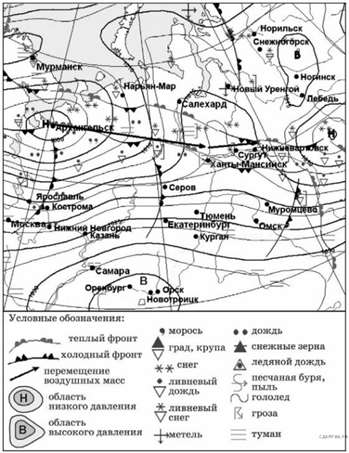 Норильск
Снежногорск
В
Мурманск
Нарьян-Мар
Новый Уренгой
Ногинск
Салехард
Лебедь
Н
Архангельск
Н
Нижневартовск
Сургут
Ханты-Мансийск
Серов
Ярославль
Кострома
Муромцево
Тюмень
Москва
Нижний Новгород
Екатеринбург
Омск
Казань
Курган
Самара
В
Оренбург
Орск
Новотроицк
Условные обозначения:
теплый фронт
холодный фронт
перемещение
воздушных масс
Н
область
низкого давления
В
область
высокого давления
морось
град, крупа
снег
ливневый
дождь
ливневый
снег
метель
дождь
снежные зерна
ледяной дождь
песчаная буря,
пыль
гололед
гроза
туман